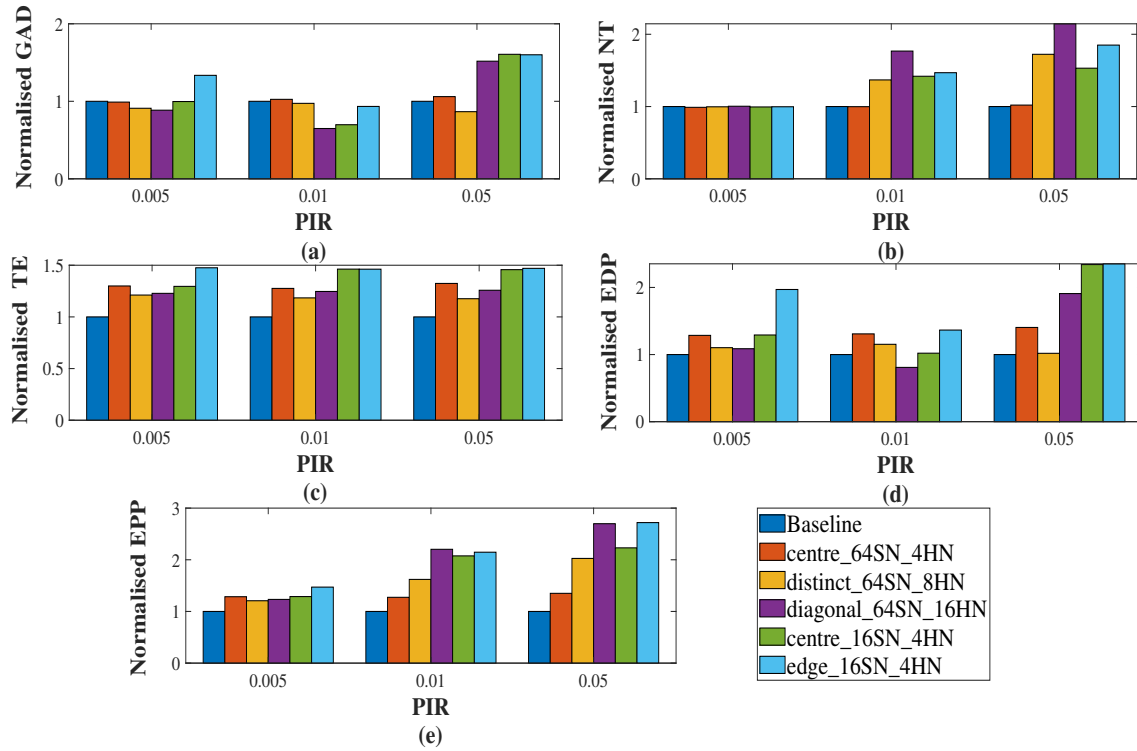 Normalised GAD
2
1
0
0.005
0.01
0.05
PIR
(a)
Normalised NT
2
1
0
0.005
0.01
0.05
PIR
(b)
Normalised TE
1.5
1
0.5
0
0.005
0.01
0.05
PIR
(c)
Normalised EDP
2
1
0
0.005
0.01
0.05
PIR
(d)
Normalised EPP
3
2
1
0
0.005
0.01
0.05
PIR
(e)
Baseline
centre_64SN_4HN
distinct_64SN_8HN
diagonal_64SN_16HN
centre_16SN_4HN
edge_16SN_4HN